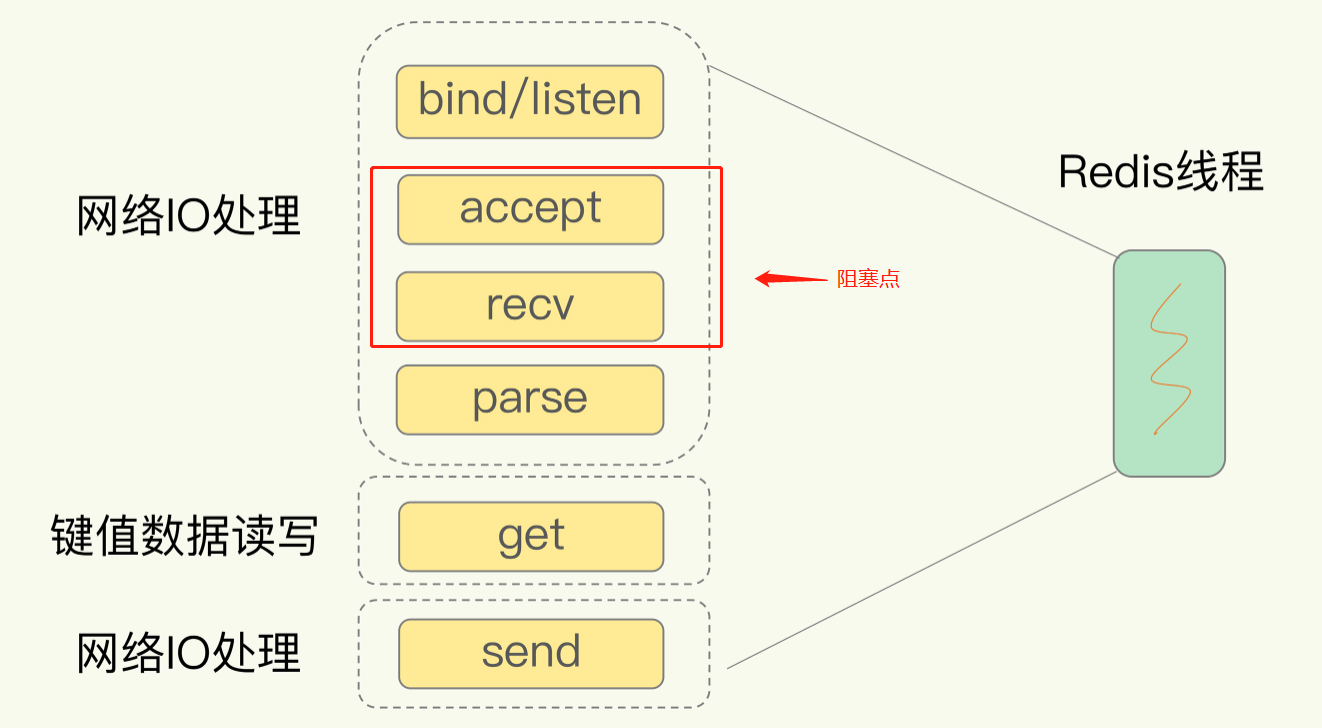 bind/listen
Redis线程
网络IO处理
accept
阻塞点
recv
parse
键值数据读写
get
网络IO处理
send